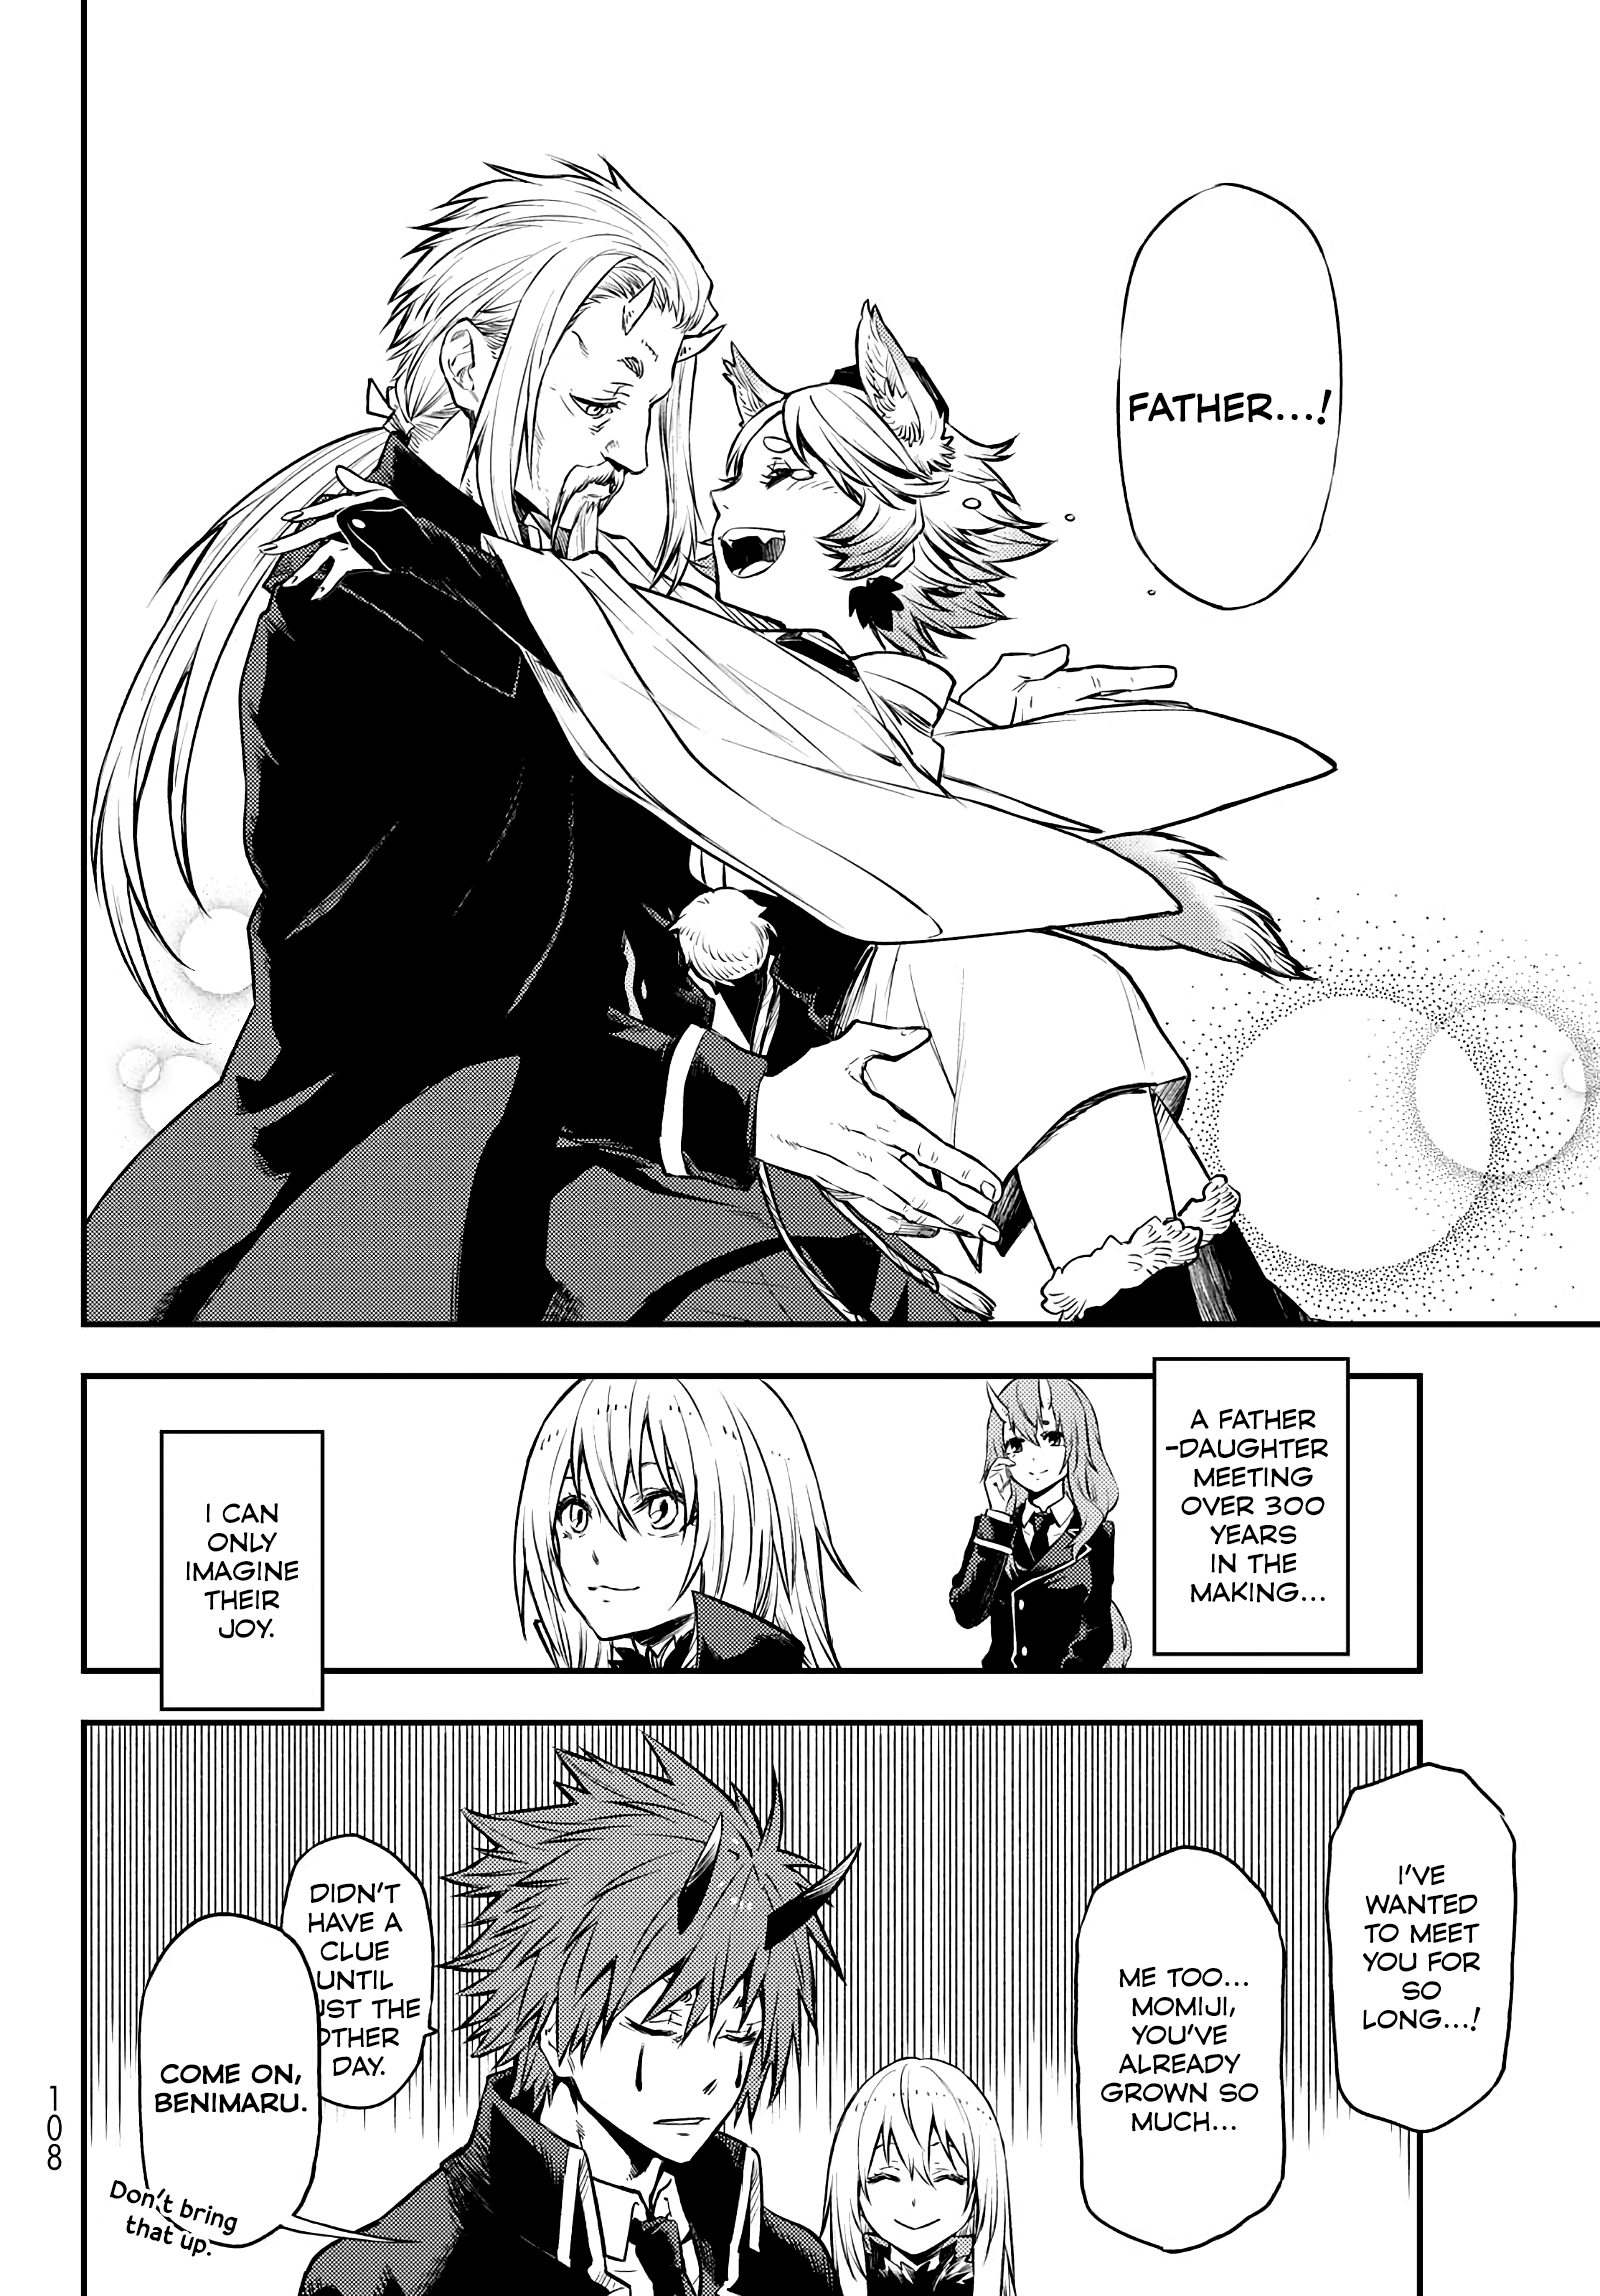 FATHER...!
A FATHER
-DAUGHTER
MEETING
OVER 300
YEARS
IN THE
MAKING...
I CAN
ONLY
IMAGINE
THEIR
JOY.
I'VE
WANTED
TO MEET
YOU FOR
SO
LONG...!
ME TOO...
MOMIJI,
YOU'VE
ALREADY
GROWN SO
MUCH...
DIDN'T
HAVE A
CLUE
UNTIL
UST THE
OTHER
DAY.
COME ON,
BENIMARU.
Don't bring
that up.
108